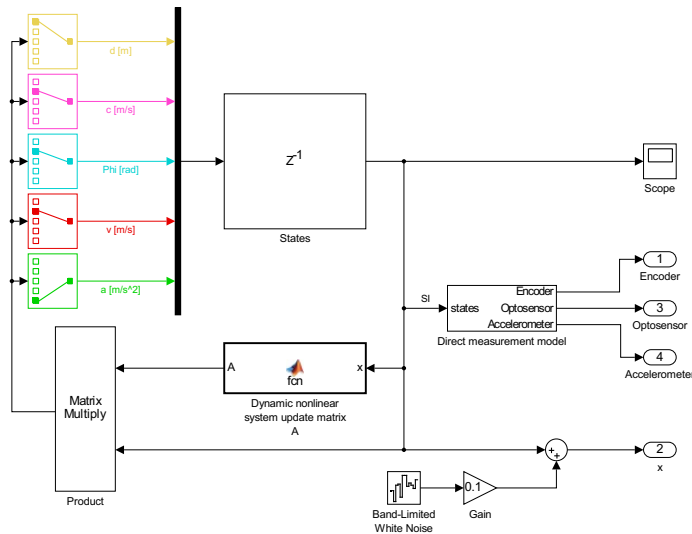 d [m]
c [m/s]
Phi [rad]
v [m/s]
a [m/s^2]
Z-1
States
Scope
1
Encoder
SI
states
Encoder
Optosensor
Accelerometer
Direct measurement model
3
Optosensor
4
Accelerometer
A
fcn
x
Dynamic nonlinear
system update matrix
A
Matrix
Multiply
Product
+
+
2
x
Band-Limited
White Noise
0.1
Gain